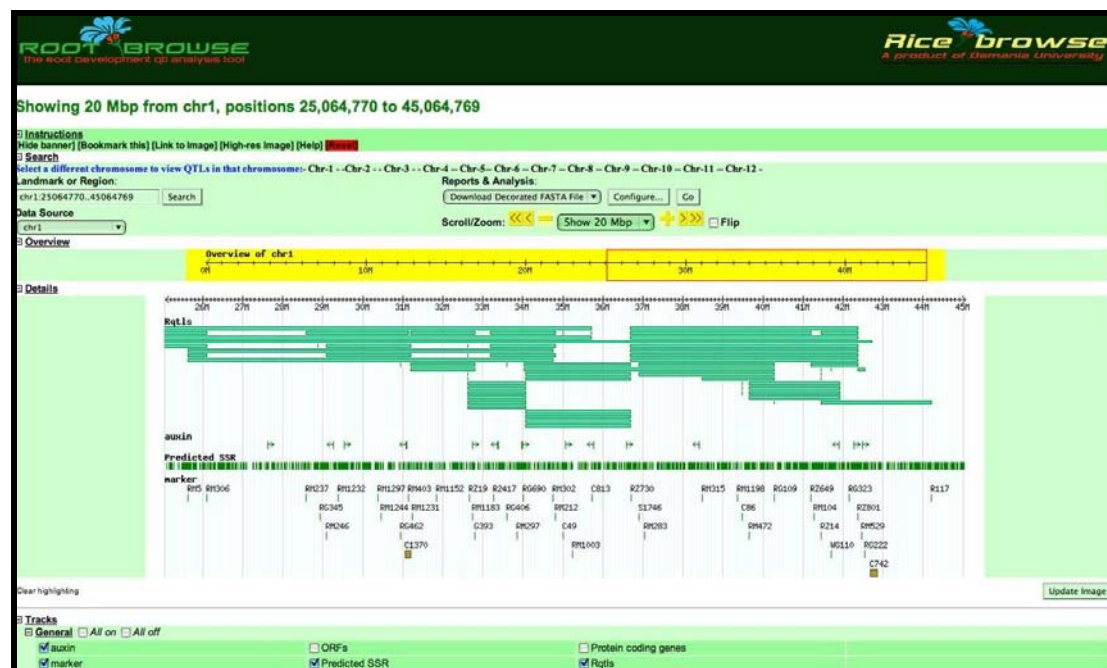 ROOT BROWSE
the Root Development qtl analysis tool
Rice browse
A product of Osmania University
Showing 20 Mbp from chr1, positions 25,064,770 to 45,064,769
Instructions
[Hide banner] [Bookmark this] [Link to Image] [High-res Image] [Help] [Reset]
Search
Select a different chromosome to view QTLs in that chromosome:- Chr-1 - -Chr-2 - - Chr-3 - - Chr-4 -- Chr-5-- Chr-6 -- Chr-7 -- Chr-8 -- Chr-9 -- Chr-10 -- Chr-11 -- Chr-12 -
Landmark or Region:
chr1:25064770..45064769 Search
Reports & Analysis:
Download Decorated FASTA File Configure... Go
Data Source
chr1
Scroll/Zoom: Show 20 Mbp Flip
Overview
Overview of chr1
0M 10M 20M 30M 40M
Details
26M 27M 28M 29M 30M 31M 32M 33M 34M 35M 36M 37M 38M 39M 40M 41M 42M 43M 44M 45M
Rqtls
auxin
Predicted SSR
marker
RM5 RM306 RM237 RM1232 RM1297 RM403 RM1152 RZ19 R2417 RG690 RM302 C813 RZ730 RM315 RM1198 RG109 RZ649 RG323 R117
RG345 RM1244 RM1231 RM1183 RG406 RM212 S1746 C86 RM104 RZ801
RM246 RG462 G393 RM297 C49 RM283 RM472 RZ14 RM529
C1370 RM1003 WG110 RG222
C742
Clear highlighting
Update Image
Tracks
General All on All off
auxin ORFs Protein coding genes
marker Predicted SSR Rqtls